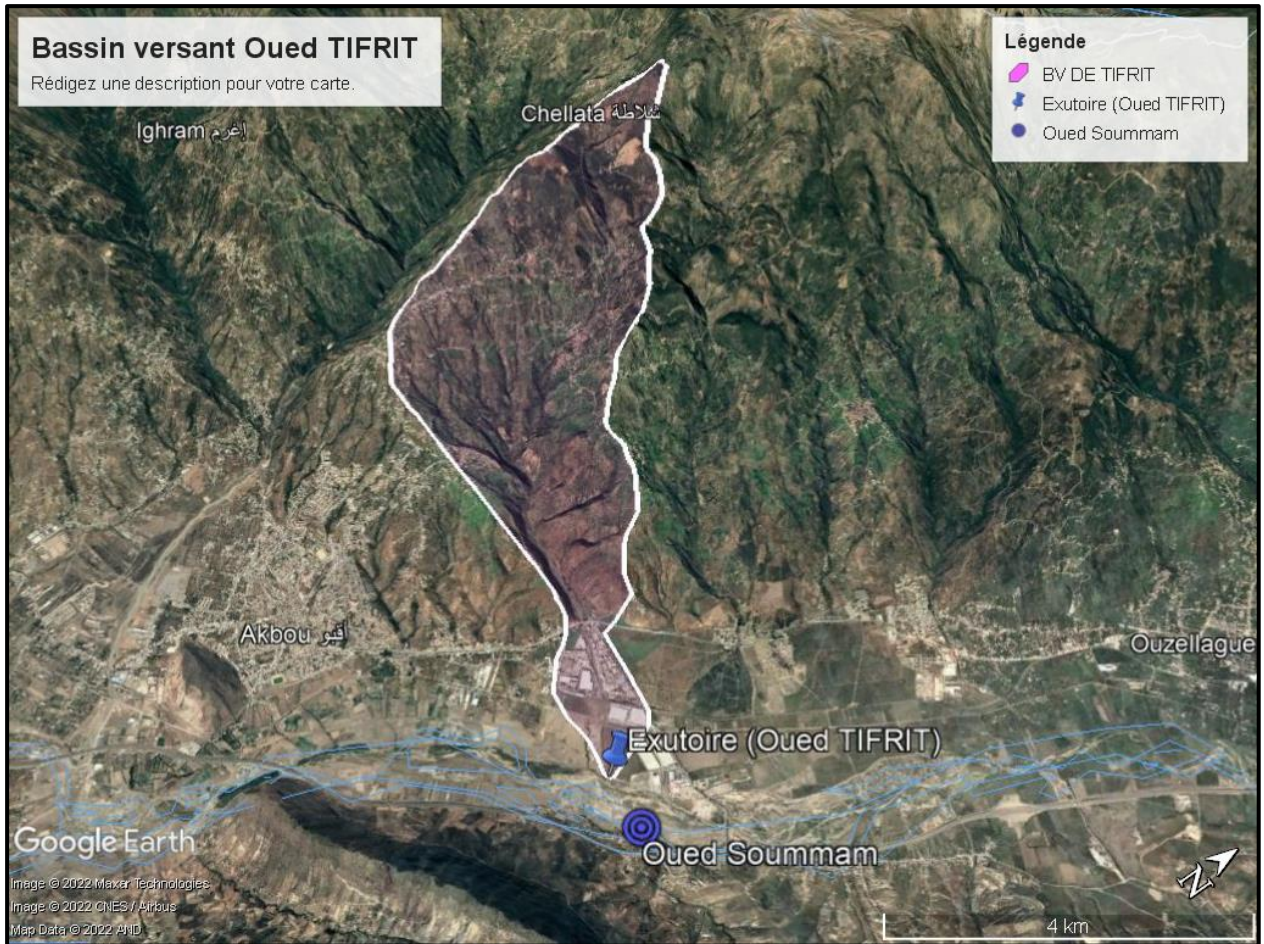 Bassin versant Oued TIFRIT
Rédigez une description pour votre carte.
Légende
BV DE TIFRIT
Exutoire (Oued TIFRIT)
Oued Soummam
Chellata شلاطة
Ighram إغرم
Akbou أقبو
Ouzellague
Exutoire (Oued TIFRIT)
Oued Soummam
Google Earth
Image © 2022 Maxar Technologies
Image © 2022 CNES / Airbus
Map Data © 2022 AND
N
4 km